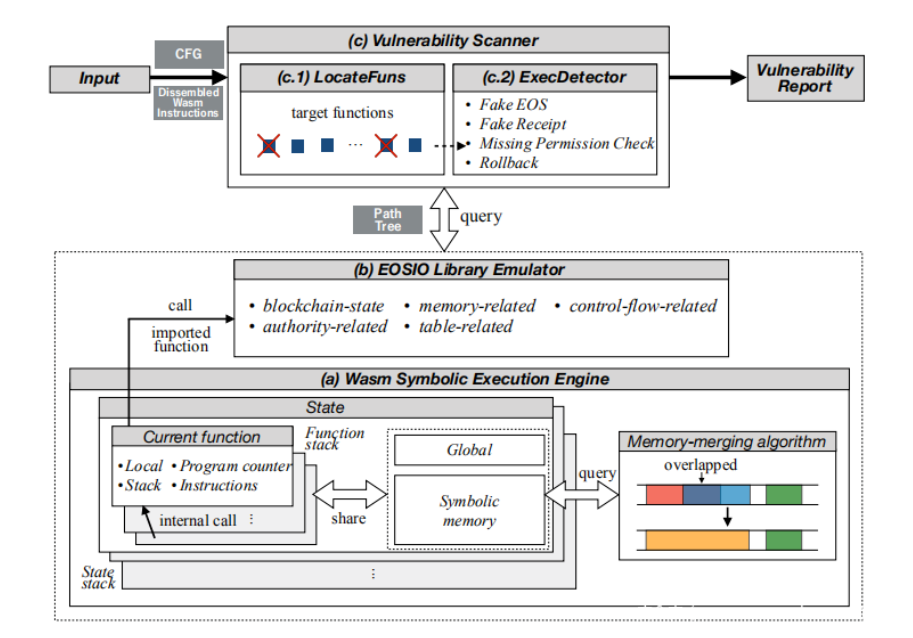 Input
CFG
Dissembled
Wasm
Instructions
(c) Vulnerability Scanner
(c.1) LocateFuns
target functions
...
(c.2) ExecDetector
• Fake EOS
• Fake Receipt
• Missing Permission Check
• Rollback
Vulnerability
Report
Path
Tree
query
(b) EOSIO Library Emulator
• blockchain-state • memory-related • control-flow-related
• authority-related • table-related
call
imported
function
(a) Wasm Symbolic Execution Engine
State
Current function
• Local • Program counter
• Stack • Instructions
internal call ⋮
Function
stack
share
Global
Symbolic
memory
query
Memory-merging algorithm
overlapped
State
stack
⋮